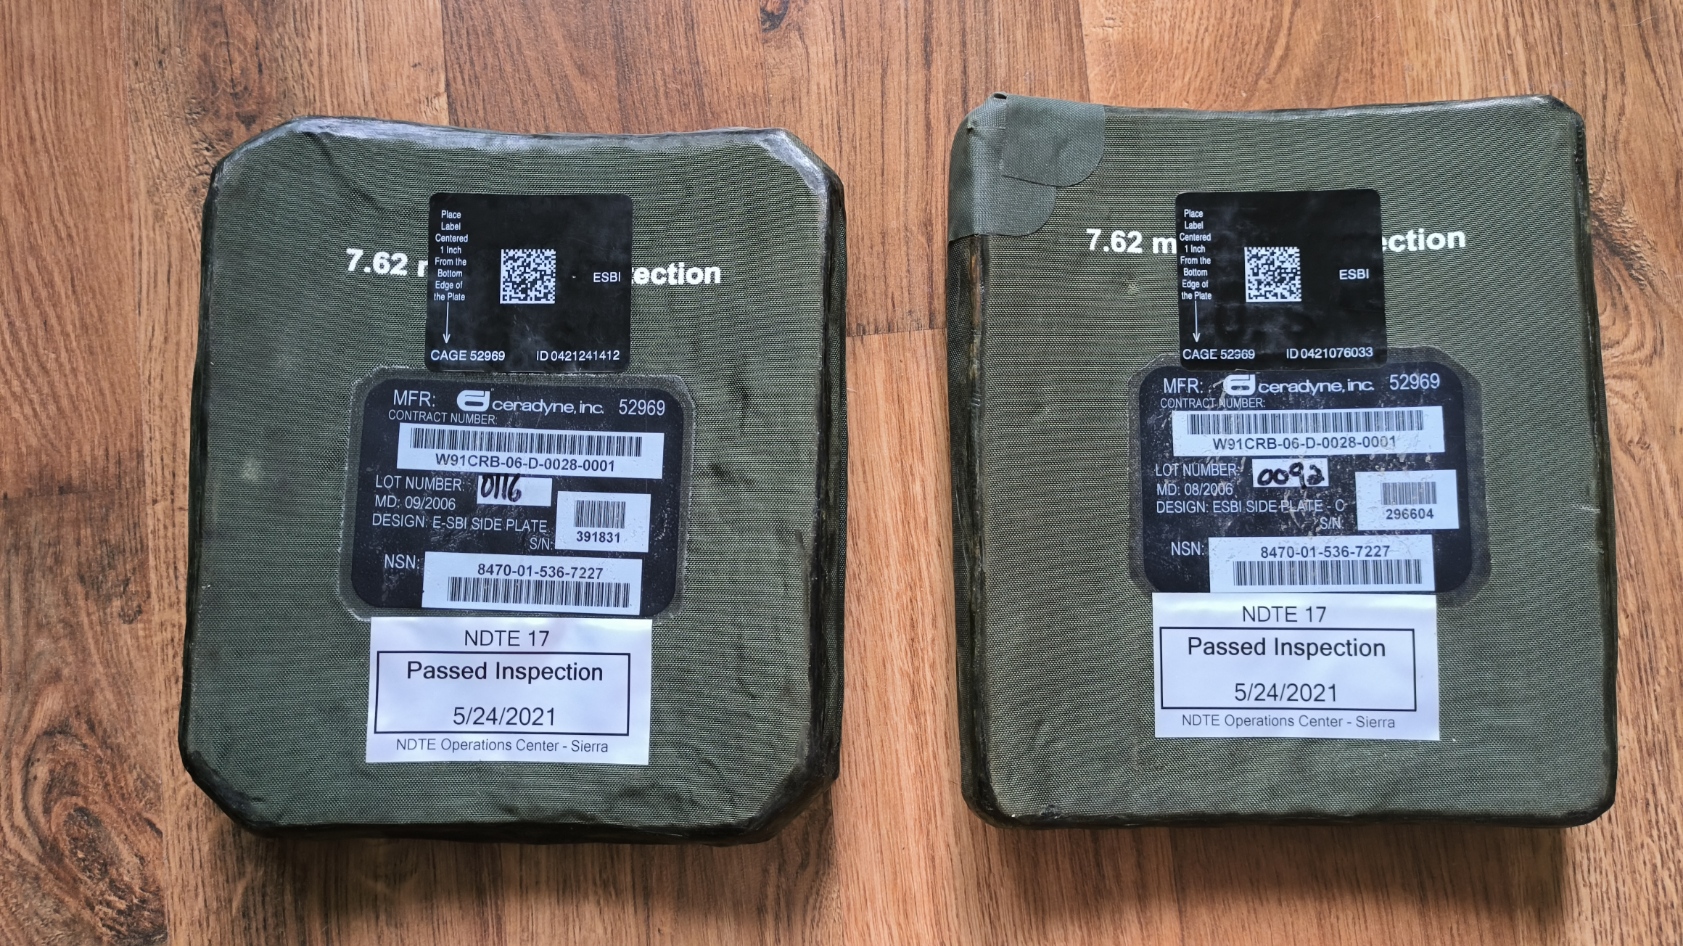 Place
Label
Centered
1 Inch
From the
Bottom
Edge of
the Plate
ESBI
CAGE 52969 ID 0421241412
7.62 ection
MFR: ceradyne, inc. 52969
CONTRACT NUMBER:
W91CRB-06-D-0028-0001
LOT NUMBER: 0116
MD: 09/2006
DESIGN: E-SBI SIDE PLATE
S/N: 391831
NSN: 8470-01-536-7227
NDTE 17
Passed Inspection
5/24/2021
NDTE Operations Center - Sierra
Place
Label
Centered
1 Inch
From the
Bottom
Edge of
the Plate
ESBI
CAGE 52969 ID 0421076033
7.62 m ection
MFR: ceradyne, inc. 52969
CONTRACT NUMBER:
W91CRB-06-D-0028-0001
LOT NUMBER: 0092
MD: 08/2006
DESIGN: ESBI SIDE PLATE - C
S/N: 296604
NSN: 8470-01-536-7227
NDTE 17
Passed Inspection
5/24/2021
NDTE Operations Center - Sierra